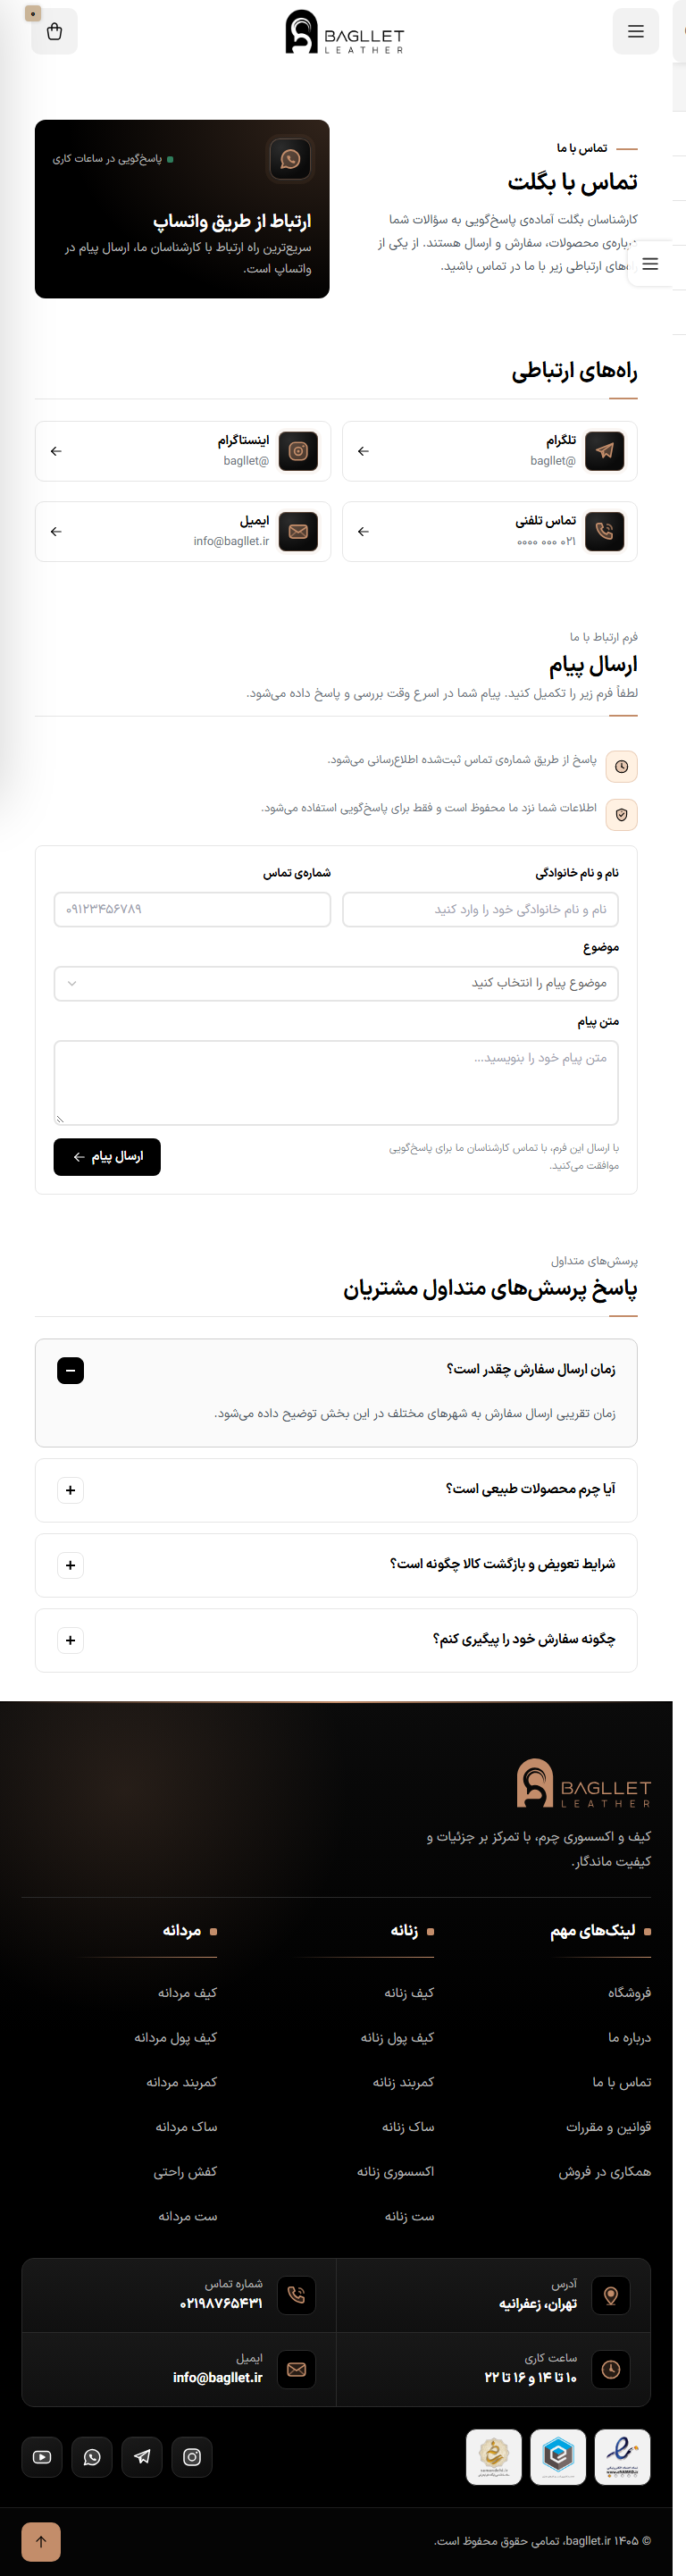 BAGLLET
LEATHER
تماس با ما
تماس با بگلت
کارشناسان بگلت آماده‌ی پاسخ‌گویی به سؤالات شما
درباره‌ی محصولات، سفارش و ارسال هستند. از یکی از
راه‌های ارتباطی زیر با ما در تماس باشید.
پاسخ‌گویی در ساعات کاری
ارتباط از طریق واتساپ
سریع‌ترین راه ارتباط با کارشناسان ما، ارسال پیام در
واتساپ است.
راه‌های ارتباطی
تلگرام
@bagllet
اینستاگرام
@bagllet
تماس تلفنی
۰۲۱ ۰۰۰ ۰۰۰۰
ایمیل
info@bagllet.ir
فرم ارتباط با ما
ارسال پیام
لطفاً فرم زیر را تکمیل کنید. پیام شما در اسرع وقت بررسی و پاسخ داده می‌شود.
پاسخ از طریق شماره‌ی تماس ثبت‌شده اطلاع‌رسانی می‌شود.
اطلاعات شما نزد ما محفوظ است و فقط برای پاسخ‌گویی استفاده می‌شود.
نام و نام خانوادگی
نام و نام خانوادگی خود را وارد کنید
شماره‌ی تماس
۰۹۱۲۳۴۵۶۷۸۹
موضوع
موضوع پیام را انتخاب کنید
متن پیام
متن پیام خود را بنویسید...
با ارسال این فرم، با تماس کارشناسان ما برای پاسخ‌گویی
موافقت می‌کنید.
ارسال پیام
پرسش‌های متداول
پاسخ پرسش‌های متداول مشتریان
زمان ارسال سفارش چقدر است؟
زمان تقریبی ارسال سفارش به شهرهای مختلف در این بخش توضیح داده می‌شود.
آیا چرم محصولات طبیعی است؟
شرایط تعویض و بازگشت کالا چگونه است؟
چگونه سفارش خود را پیگیری کنم؟
BAGLLET
LEATHER
کیف و اکسسوری چرم، با تمرکز بر جزئیات و
کیفیت ماندگار.
لینک‌های مهم
فروشگاه
درباره ما
تماس با ما
قوانین و مقررات
همکاری در فروش
زنانه
کیف زنانه
کیف پول زنانه
کمربند زنانه
ساک زنانه
اکسسوری زنانه
ست زنانه
مردانه
کیف مردانه
کیف پول مردانه
کمربند مردانه
ساک مردانه
کفش راحتی
ست مردانه
آدرس
تهران، زعفرانیه
شماره تماس
۰۲۱۹۸۷۶۵۴۳۱
ساعت کاری
۱۰ تا ۱۴ و ۱۶ تا ۲۲
ایمیل
info@bagllet.ir
© ۱۴۰۵ bagllet.ir، تمامی حقوق محفوظ است.